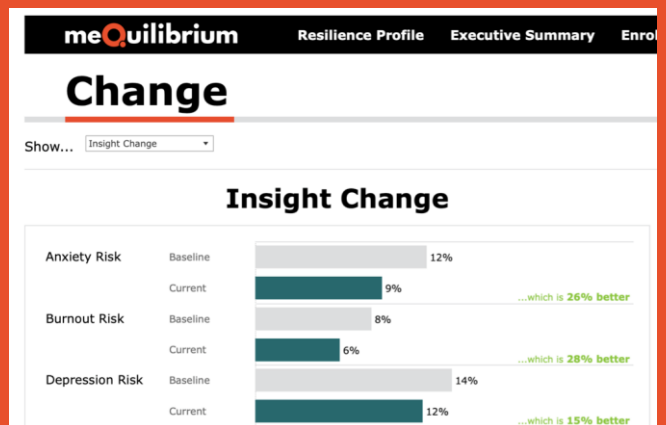 meQuilibrium Resilience Profile Executive Summary
Change
Show... Insight Change
Insight Change
Anxiety Risk Baseline 12%
Current 9%
...which is 26% better
Burnout Risk Baseline 8%
Current 6%
...which is 28% better
Depression Risk Baseline 14%
Current 12%
...which is 15% better